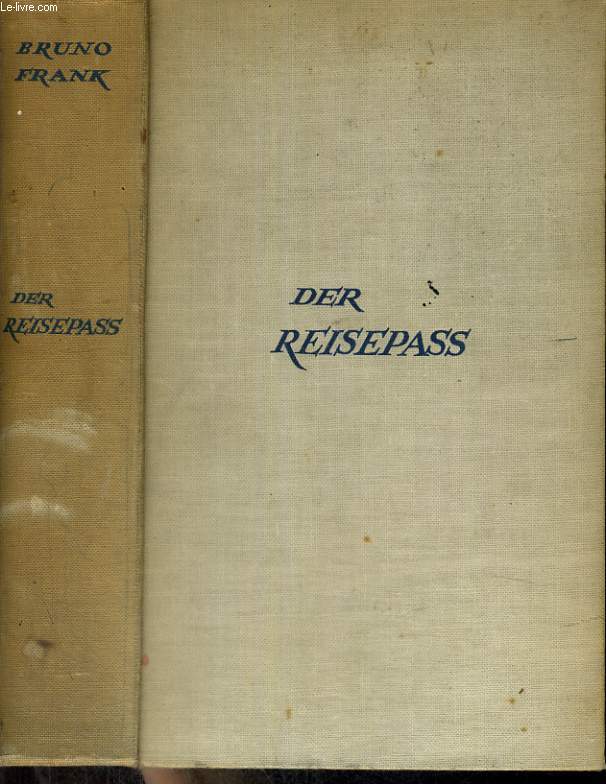 Le-livre.com
BRUNO
FRANK
DER
REISEPASS
DER
REISEPASS